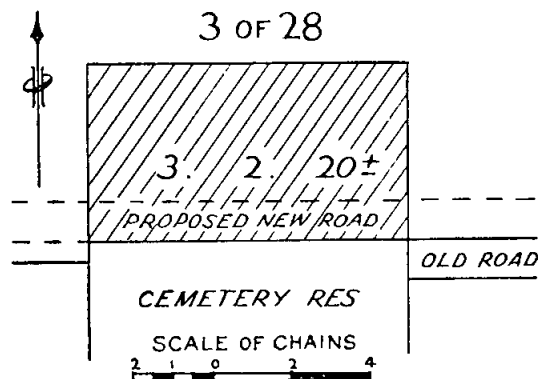 3 OF 28
3. 2. 20±
PROPOSED NEW ROAD
OLD ROAD
CEMETERY RES
SCALE OF CHAINS
2 1 0 2 4